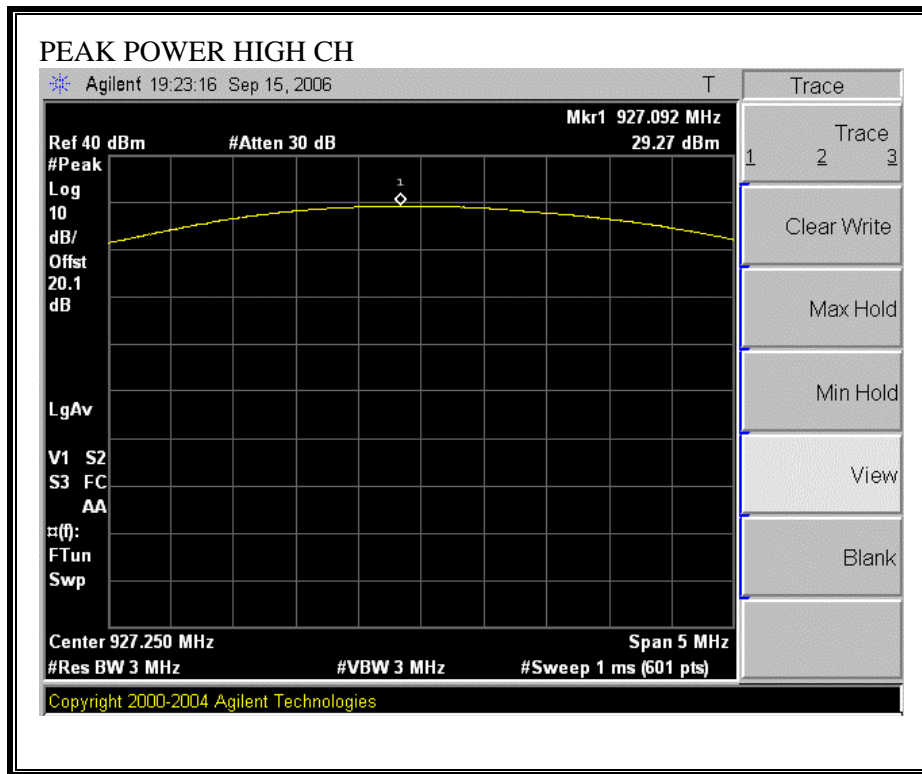 PEAK POWER HIGH CH
Agilent 19:23:16 Sep 15, 2006 T
Trace
Mkr1 927.092 MHz
Ref 40 dBm #Atten 30 dB 29.27 dBm
#Peak
Log
10
dB/
Offst
20.1
dB
LgAv
V1 S2
S3 FC
AA
¤(f):
FTun
Swp
1
Center 927.250 MHz Span 5 MHz
#Res BW 3 MHz #VBW 3 MHz #Sweep 1 ms (601 pts)
Trace
1 2 3
Clear Write
Max Hold
Min Hold
View
Blank
Copyright 2000-2004 Agilent Technologies